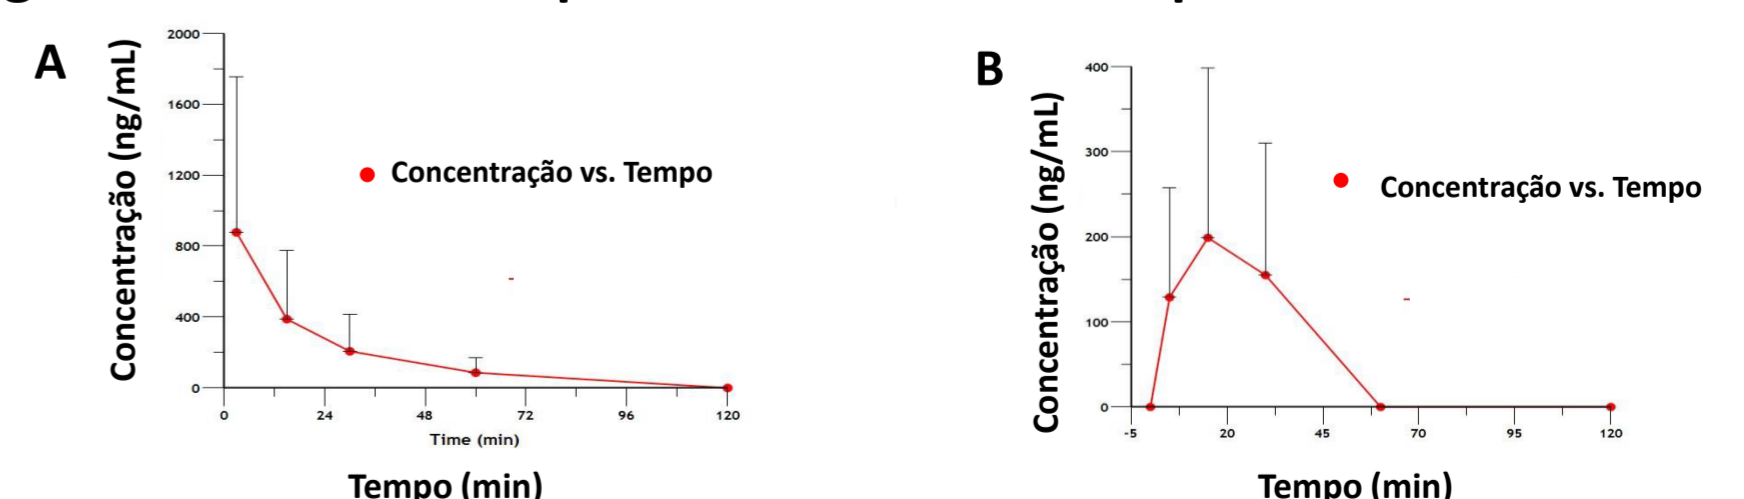 A
Concentração (ng/mL)
2000
1600
1200
800
400
0
Concentração vs. Tempo
0 24 48 72 96 120
Time (min)
Tempo (min)
B
Concentração (ng/mL)
400
300
200
100
0
Concentração vs. Tempo
-5 20 45 70 95 120
Tempo (min)